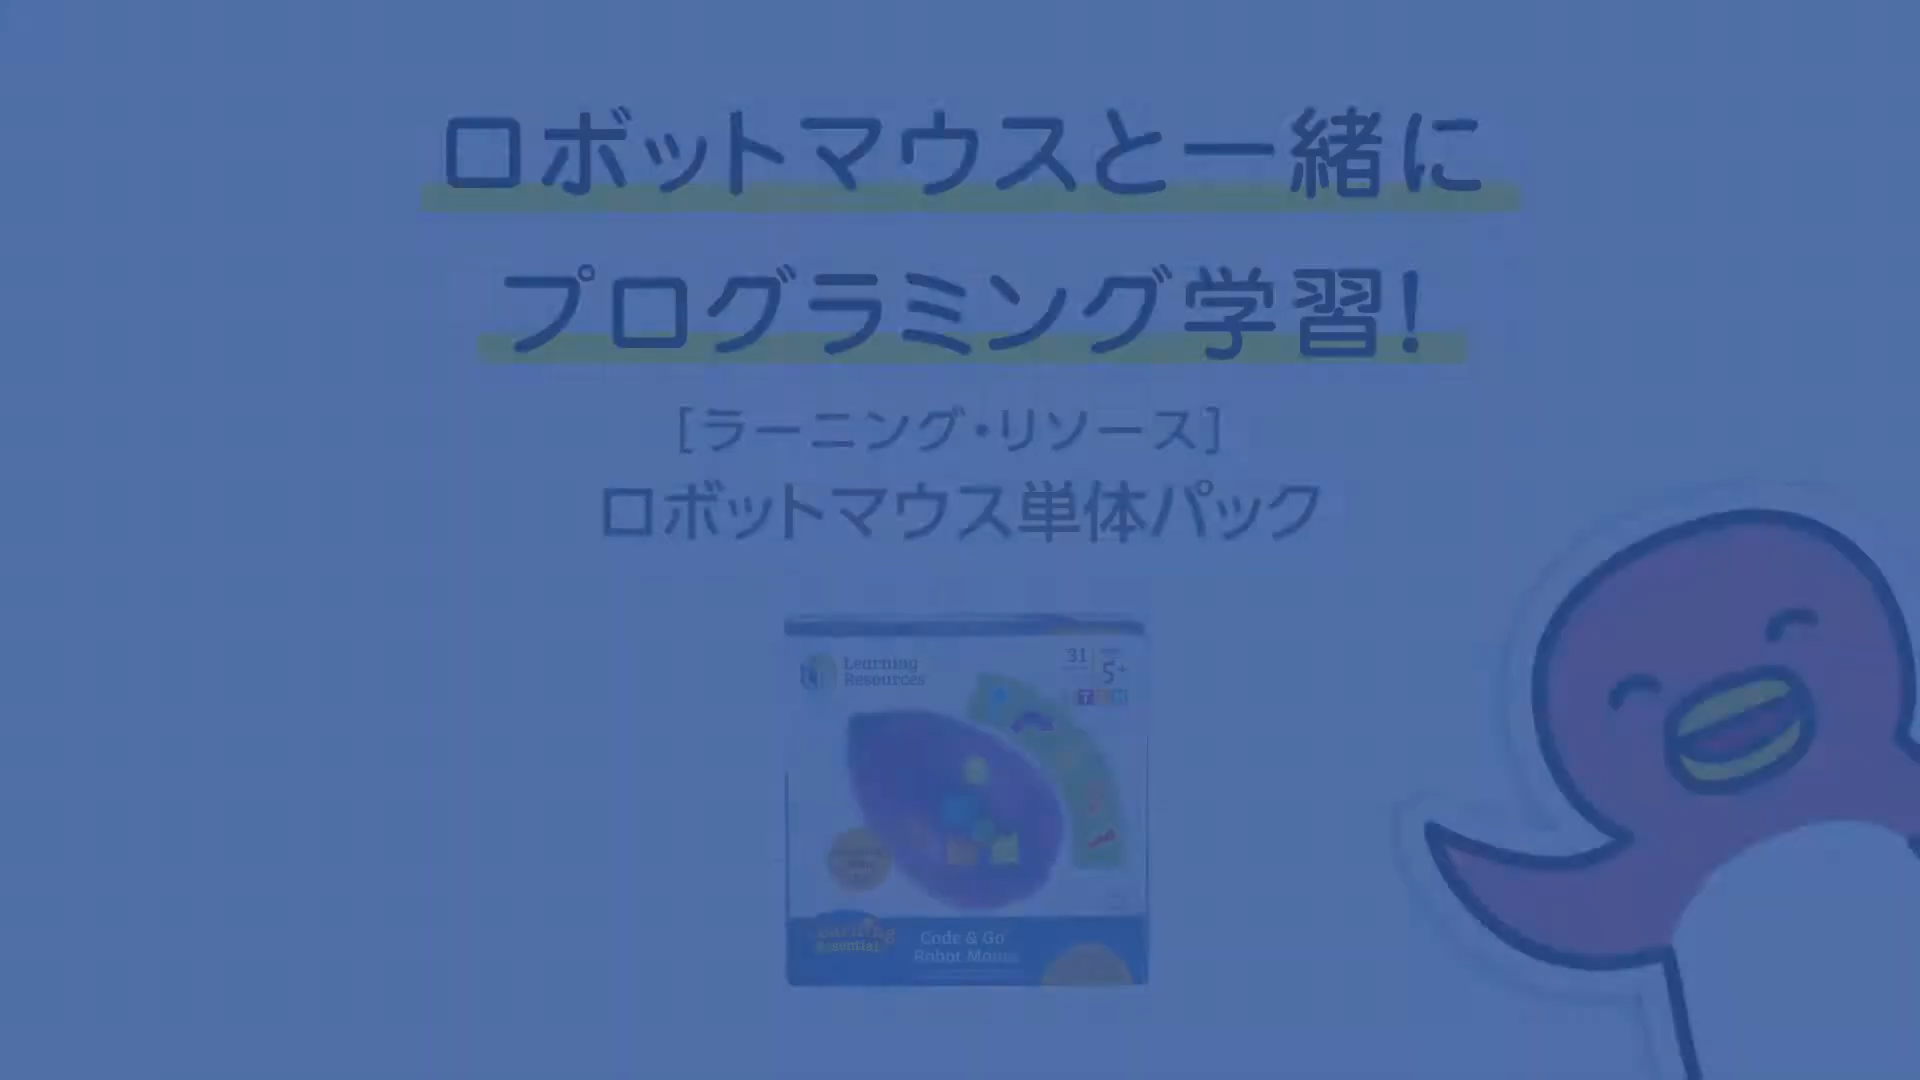 ロボットマウスと一緒に
プログラミング学習!
[ラーニング・リソース]
ロボットマウス単体パック
Learning
Resources
31
5+
Learning
Essentials
Code & Go
Robot Mouse